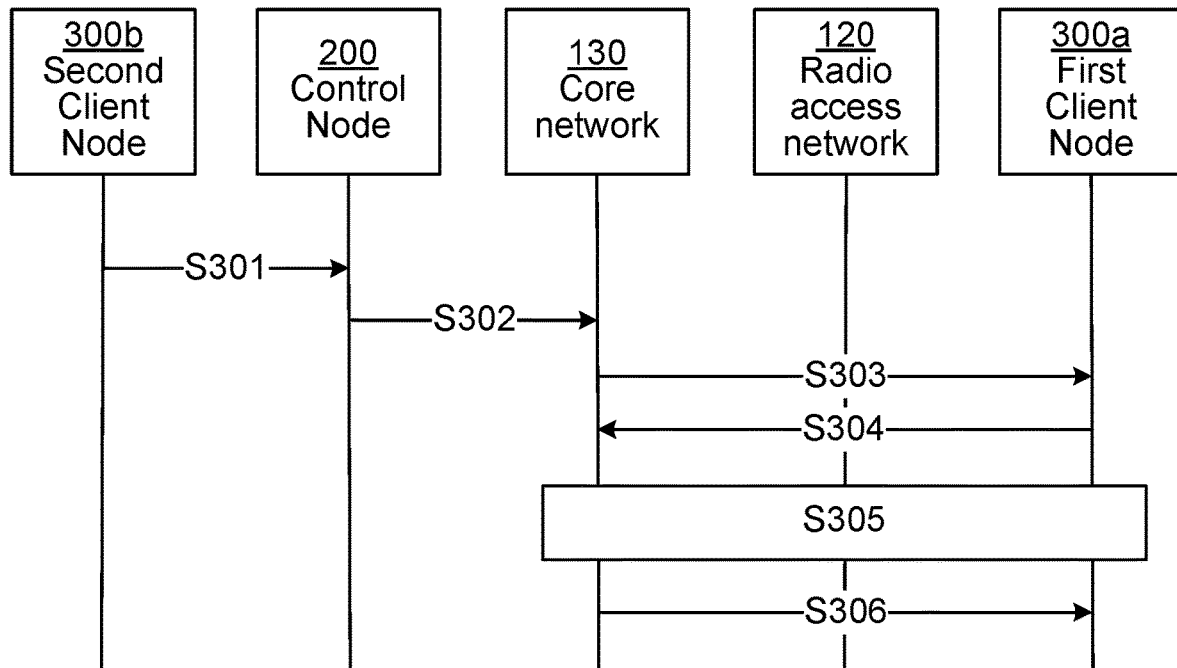 300b
Second
Client
Node
200
Control
Node
130
Core
network
120
Radio
access
network
300a
First
Client
Node
S301
S302
S303
S304
S305
S306